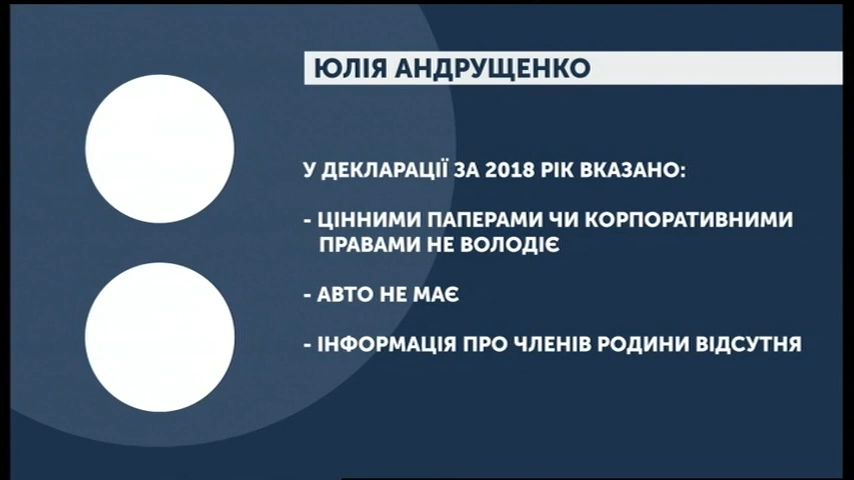 ЮЛІЯ АНДРУЩЕНКО
У ДЕКЛАРАЦІЇ ЗА 2018 РІК ВКАЗАНО:
- ЦІННИМИ ПАПЕРАМИ ЧИ КОРПОРАТИВНИМИ
ПРАВАМИ НЕ ВОЛОДІЄ
- АВТО НЕ МАЄ
- ІНФОРМАЦІЯ ПРО ЧЛЕНІВ РОДИНИ ВІДСУТНЯ